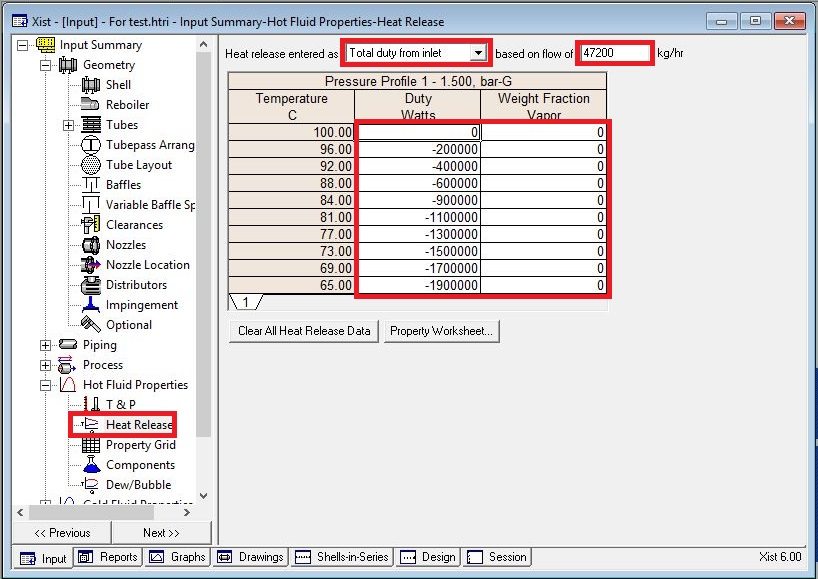 Xist - [Input] - For test.htri - Input Summary-Hot Fluid Properties-Heat Release
Input Summary
Geometry
Shell
Reboiler
Tubes
Tubepass Arrang
Tube Layout
Baffles
Variable Baffle Sp
Clearances
Nozzles
Nozzle Location
Distributors
Impingement
Optional
Piping
Process
Hot Fluid Properties
T & P
Heat Release
Property Grid
Components
Dew/Bubble
Cold Fluid Properties
<< Previous Next >>
Heat release entered as Total duty from inlet based on flow of 47200 kg/hr
Pressure Profile 1 - 1.500, bar-G
Temperature Duty Weight Fraction
C Watts Vapor
100.00 0 0
96.00 -200000 0
92.00 -400000 0
88.00 -600000 0
84.00 -900000 0
81.00 -1100000 0
77.00 -1300000 0
73.00 -1500000 0
69.00 -1700000 0
65.00 -1900000 0
1
Clear All Heat Release Data Property Worksheet...
Input Reports Graphs Drawings Shells-in-Series Design Session Xist 6.00